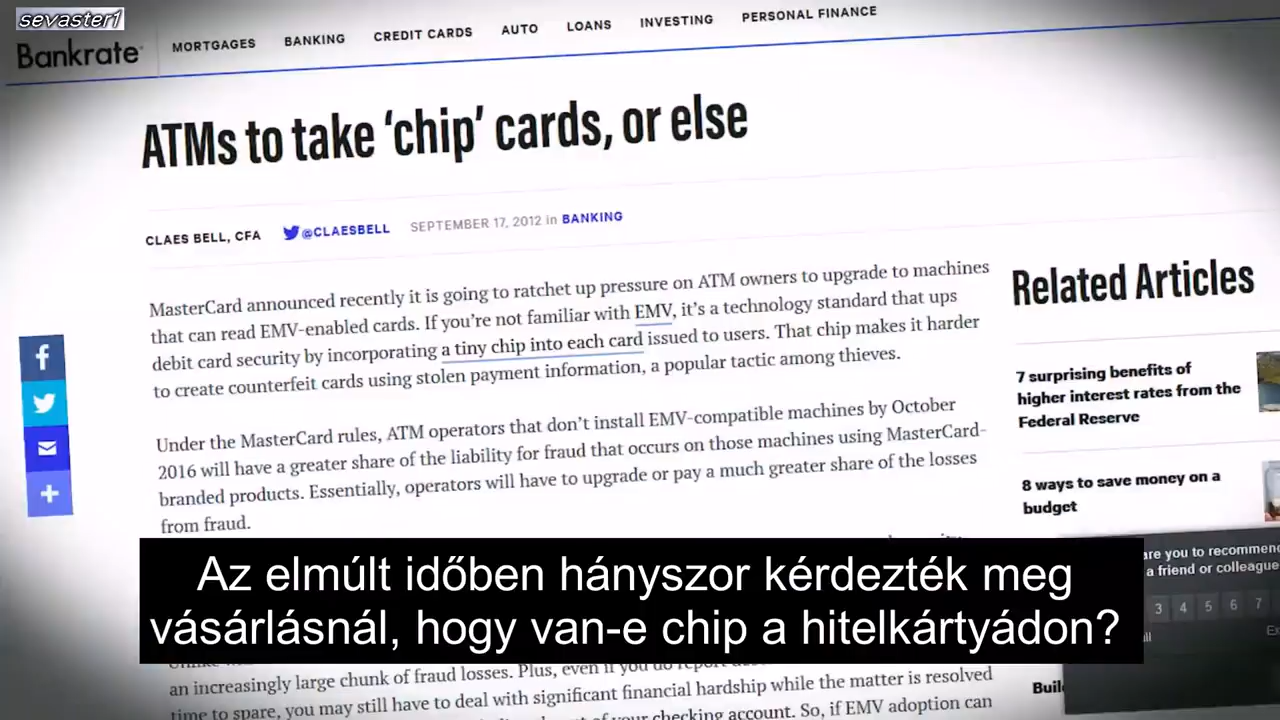 sevaster1
Bankrate
MORTGAGES BANKING CREDIT CARDS AUTO LOANS INVESTING PERSONAL FINANCE
ATMs to take ‘chip’ cards, or else
CLAES BELL, CFA @CLAESBELL SEPTEMBER 17, 2012 in BANKING
MasterCard announced recently it is going to ratchet up pressure on ATM owners to upgrade to machines
that can read EMV-enabled cards. If you’re not familiar with EMV, it’s a technology standard that ups
debit card security by incorporating a tiny chip into each card issued to users. That chip makes it harder
to create counterfeit cards using stolen payment information, a popular tactic among thieves.
Under the MasterCard rules, ATM operators that don’t install EMV-compatible machines by October
2016 will have a greater share of the liability for fraud that occurs on those machines using MasterCard-
branded products. Essentially, operators will have to upgrade or pay a much greater share of the losses
from fraud.
Related Articles
7 surprising benefits of
higher interest rates from the
Federal Reserve
8 ways to save money on a
budget
are you to recommend
a friend or colleague
3 4 5 6 7
Az elmúlt időben hányszor kérdezték meg
vásárlásnál, hogy van-e chip a hitelkártyádon?
an increasingly large chunk of fraud losses. Plus, even if you do report
time to spare, you may still have to deal with significant financial hardship while the matter is resolved
of your checking account. So, if EMV adoption can